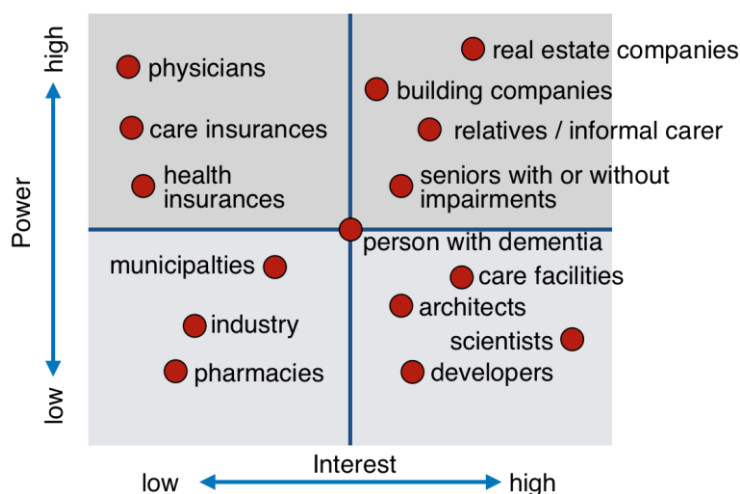 high
real estate companies
physicians
building companies
care insurances
relatives / informal carer
health
insurances
seniors with or without
impairments
Power
person with dementia
municipalties
care facilities
architects
industry
scientists
pharmacies
developers
low
Interest
low
high